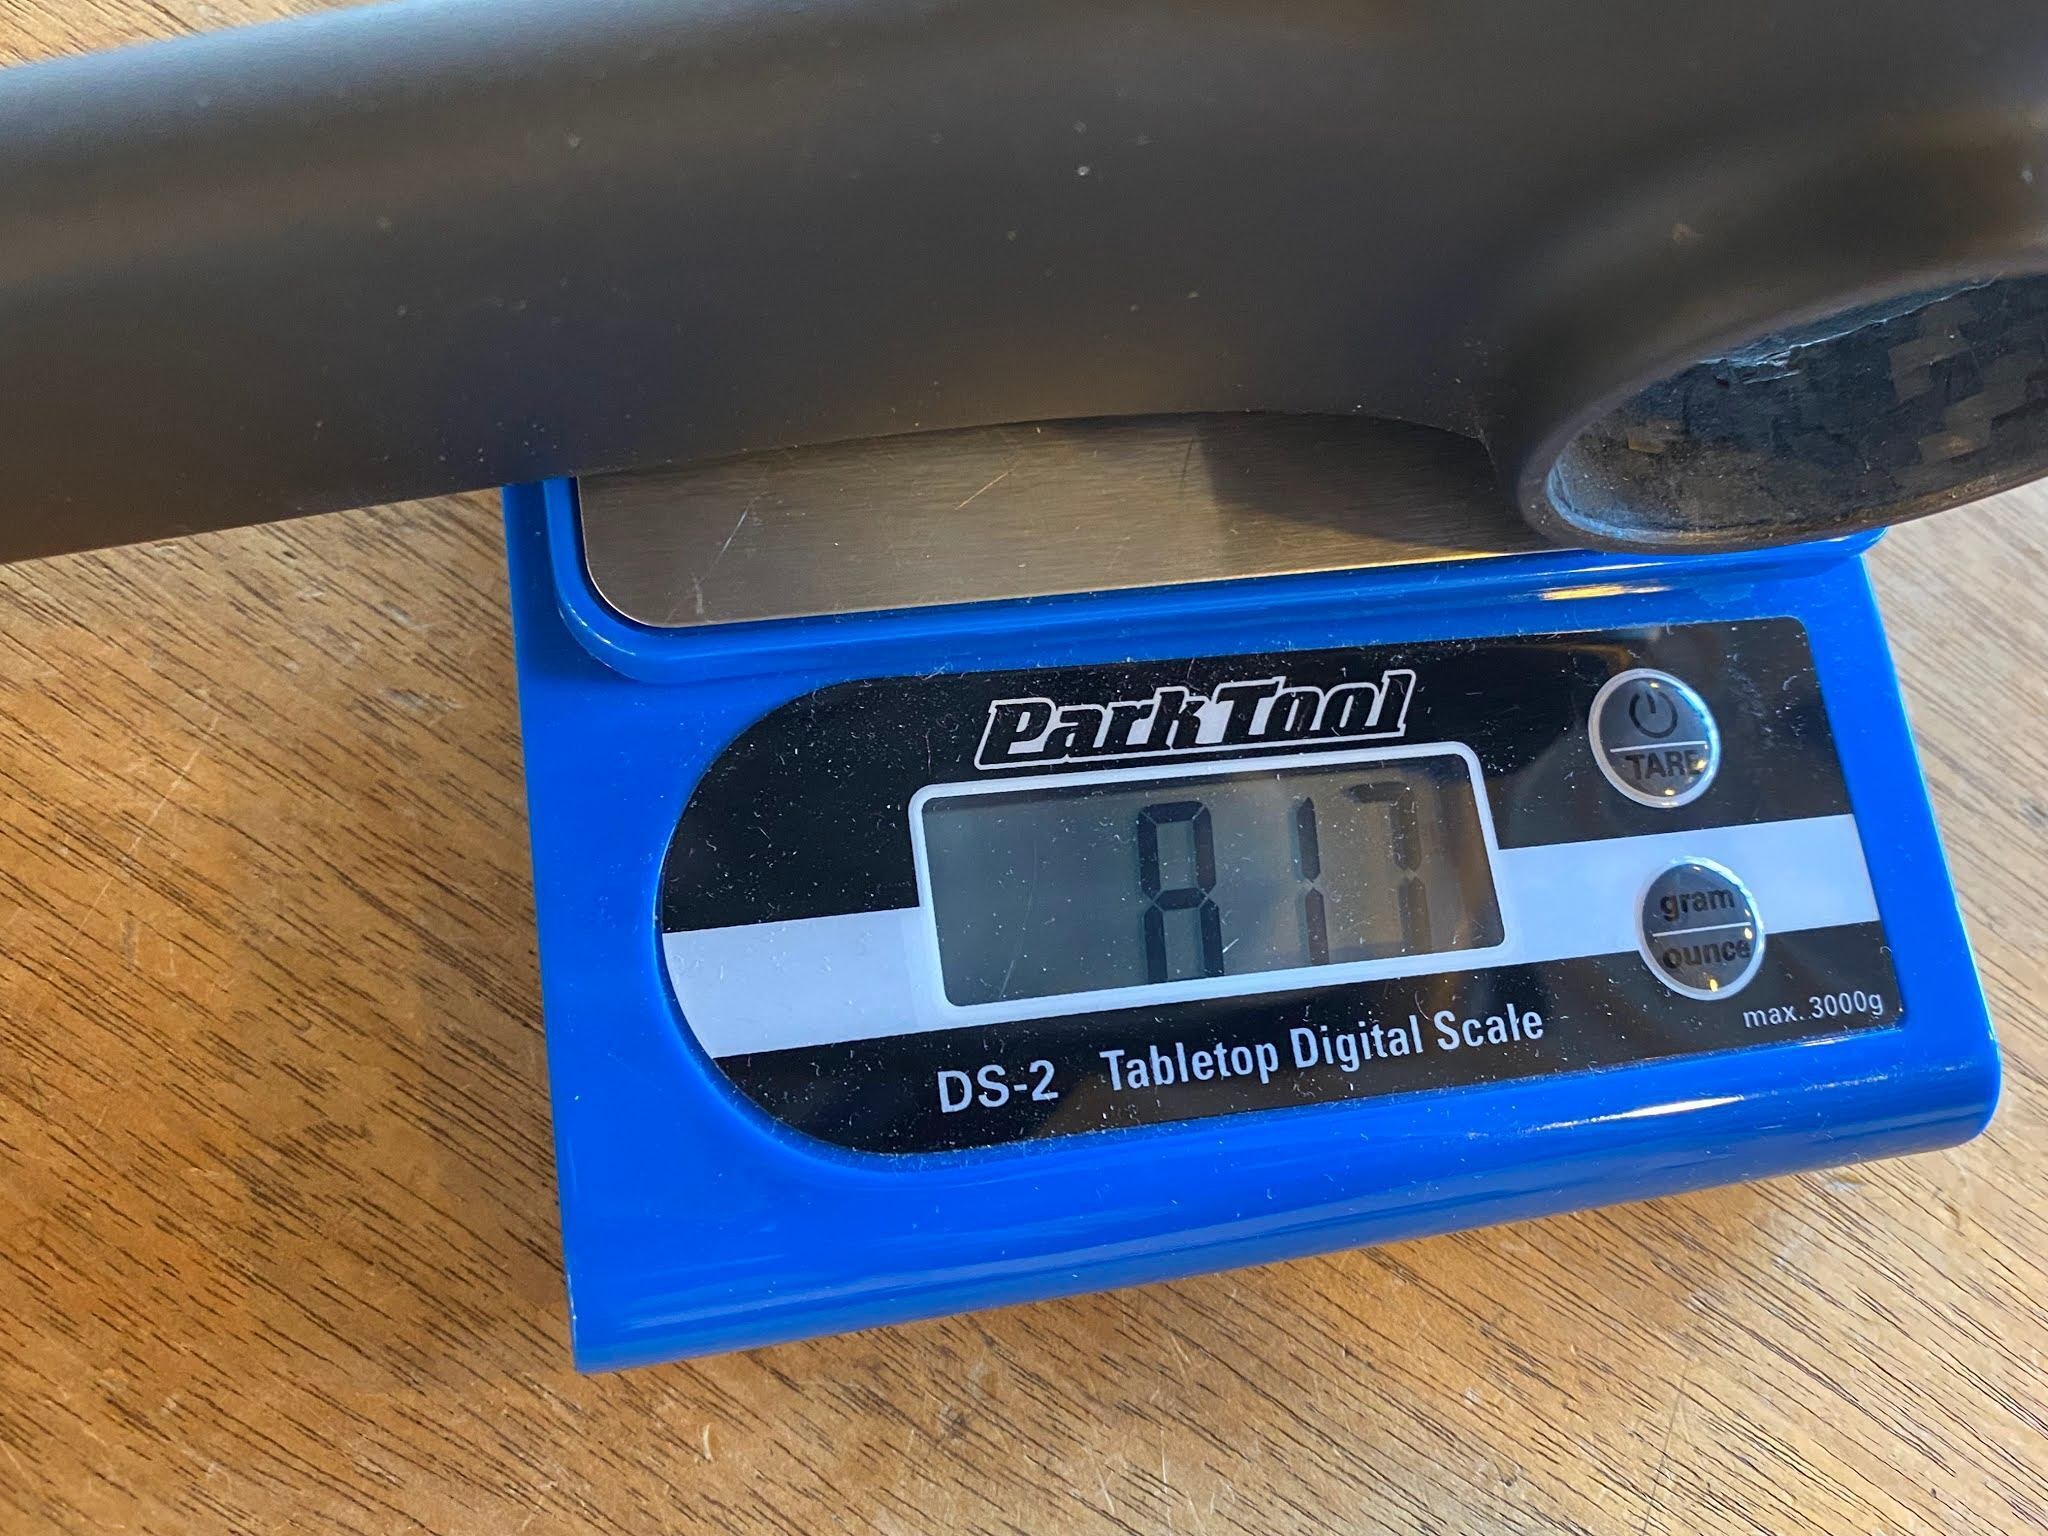 Park Tool
TARE
817
gram
ounce
max. 3000g
DS-2 Tabletop Digital Scale